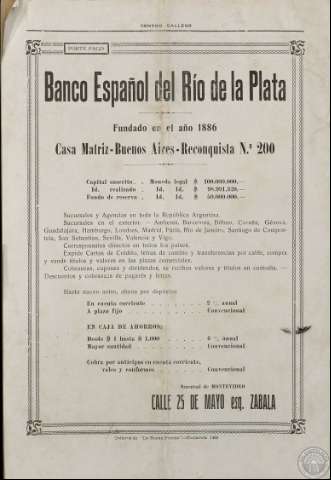 CENTRO GALLEGO
PORTE PAGO
Banco Español del Río de la Plata
Fundado en el año 1886
Casa Matriz-Buenos Aires-Reconquista N.º 200
Capital suscrito. . Moneda legal $ 100.000.000.—
Id. realizado . Id. Id. $ 98.991.520.—
Fondo de reserva . Id. Id. $ 50.000.000.—
Sucursales y Agencias en toda la República Argentina.
Sucursales en el exterior — Amberes, Barcelona, Bilbao, Coruña, Génova,
Guadalajara, Hamburgo, Londres, Madrid, París, Río de Janeiro, Santiago de Compos-
tela, San Sebastián, Sevilla, Valencia y Vigo.
Corresponsales directos en todos los países.
Expide Cartas de Crédito, letras de cambio y transferencias por cable, compra
y vende títulos y valores en las plazas comerciales.
Cobranzas, cupones y dividendos, se reciben valores y títulos en custodia. —
Descuentos y cobranzas de pagarés y letras.
Hasta nuevo aviso, abona por depósitos
En cuenta corriente . . . 2 % anual
A plazo fijo . . . Convencional
EN CAJA DE AHORROS:
Desde $ 1 hasta $ 1.000 . . . 4 % anual
Mayor cantidad . . . Convencional
Cobra por anticipos en cuenta corriente,
vales y conformes . . . Convencional
Sucursal de MONTEVIDEO
CALLE 25 DE MAYO esq. ZABALA